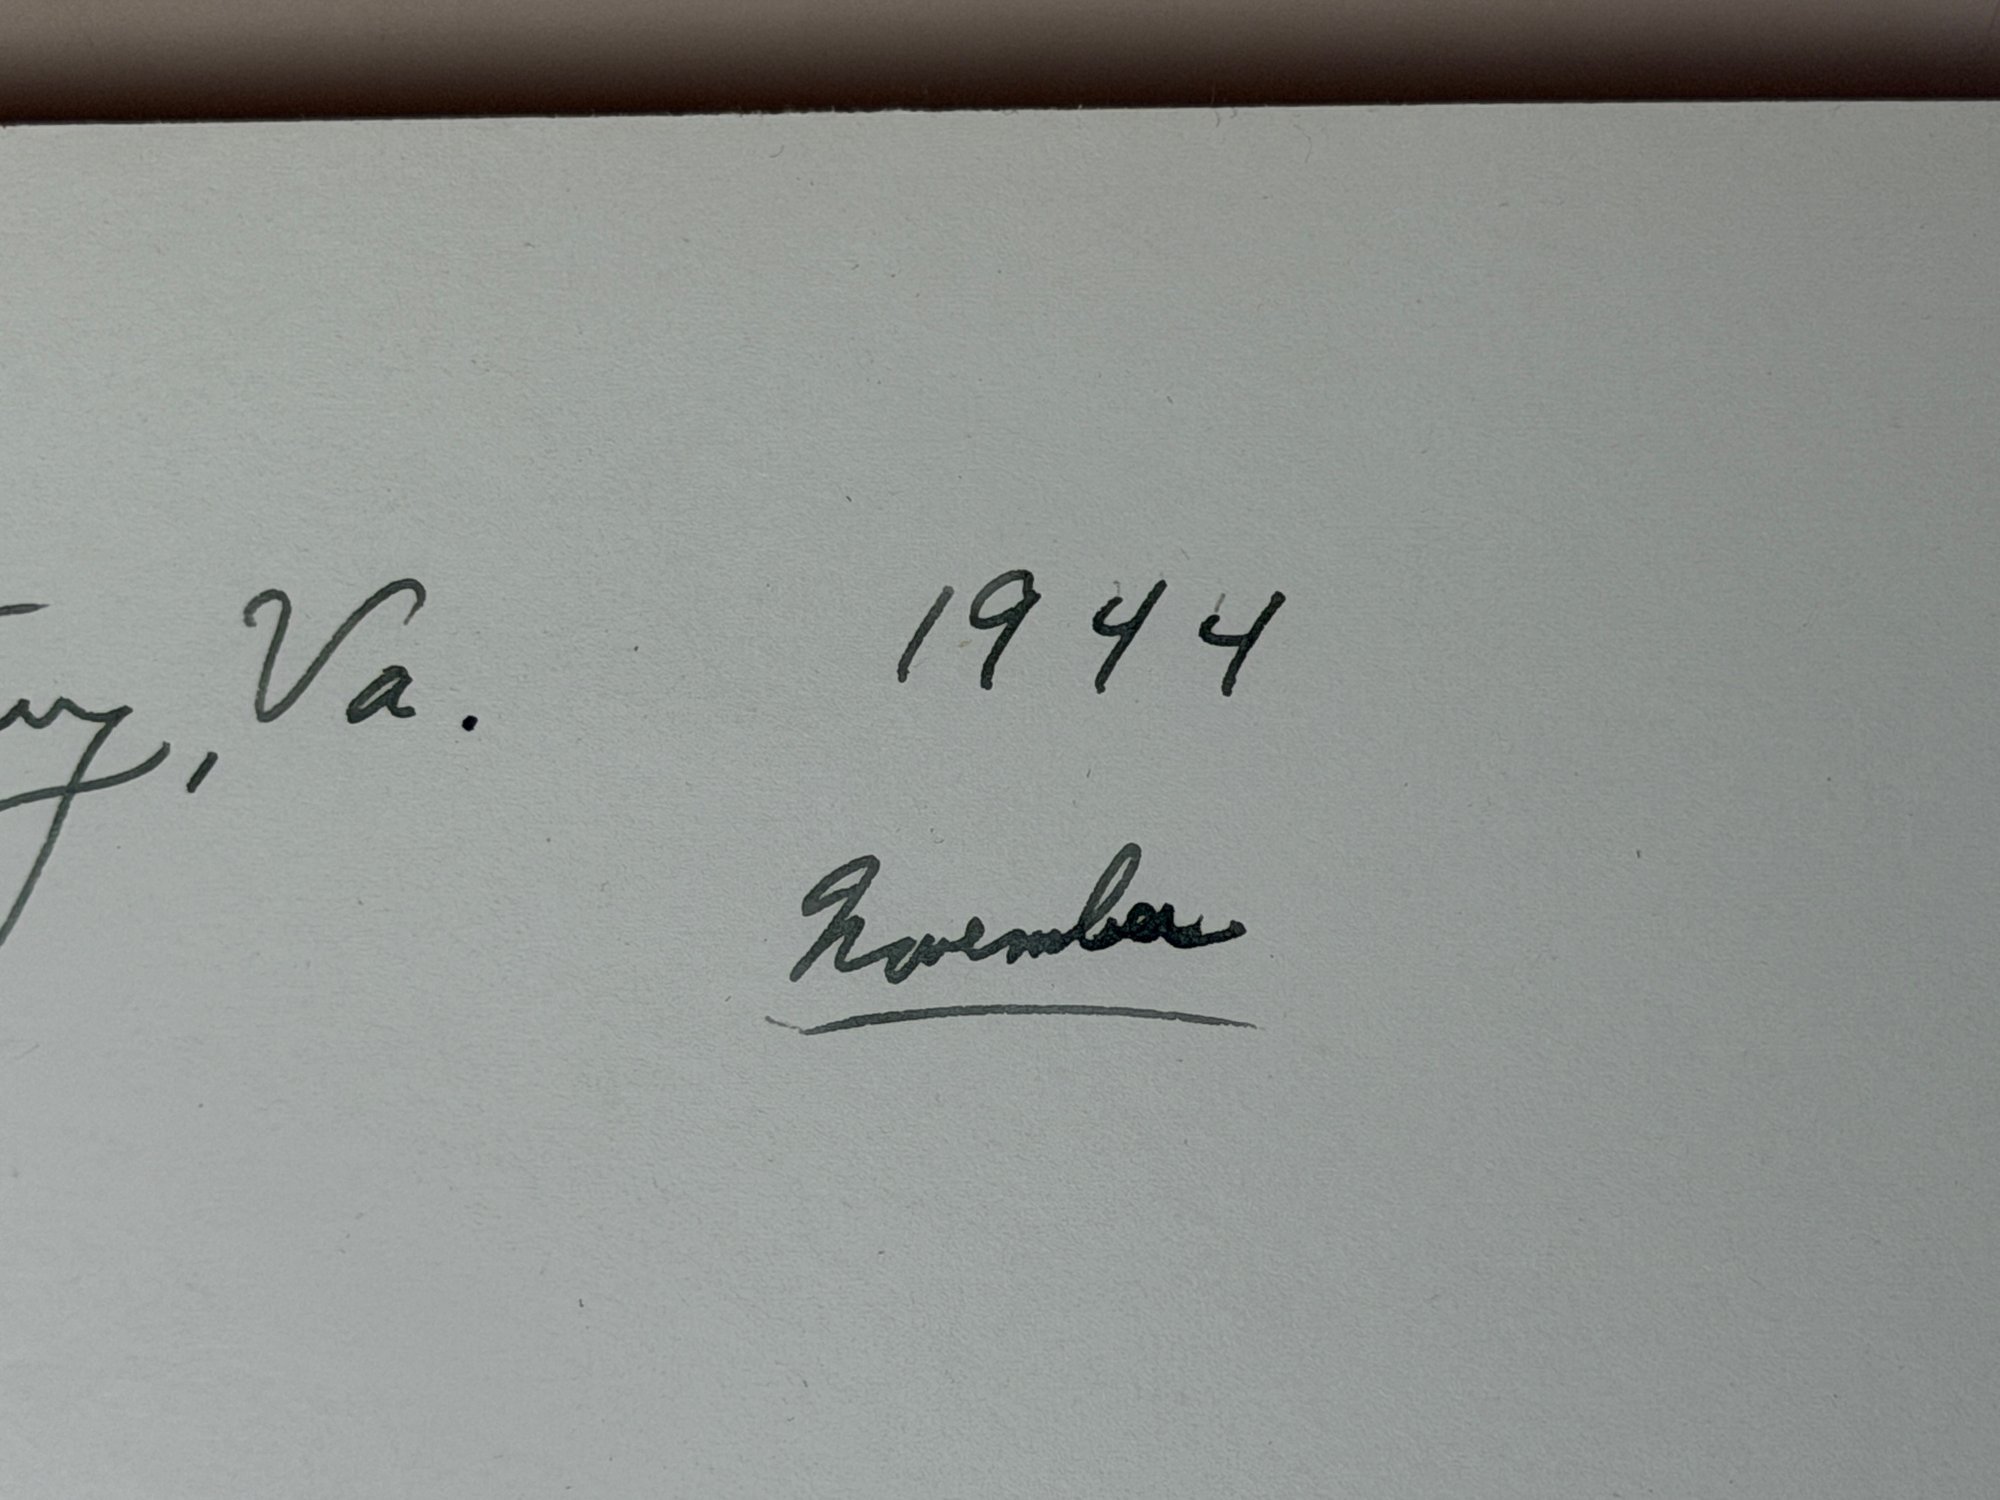 , Va. 1944
November